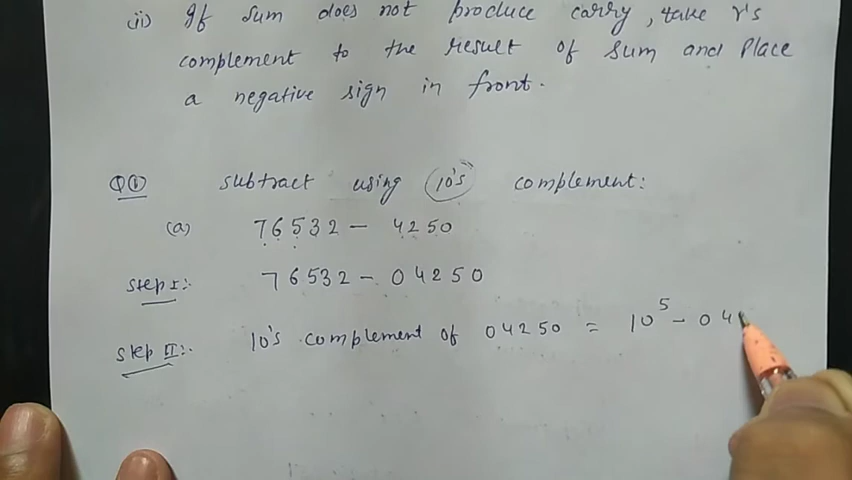 ii) If sum does not produce carry, take r's
complement to the result of sum and Place
a negative sign in front.
Q① subtract using 10's complement:
(a) 76532 - 4250
Step I:- 76532 - 04250
Step II:- 10's complement of 04250 = 10^5 - 04